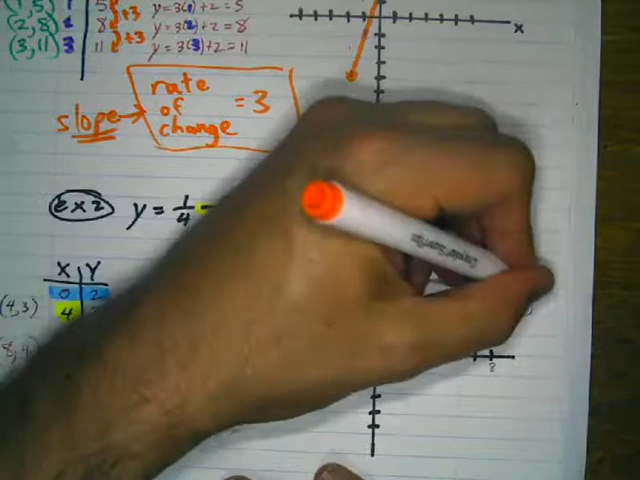 (1,5) 1 5 +3 y=3(1)+2=5
(2,8) 2 8 +3 y=3(2)+2=8
(3,11) 3 11 y=3(3)+2=11
x
slope → rate of change = 3
ex 2 y = 1/4
X Y
0 2
(4,3) 4
8